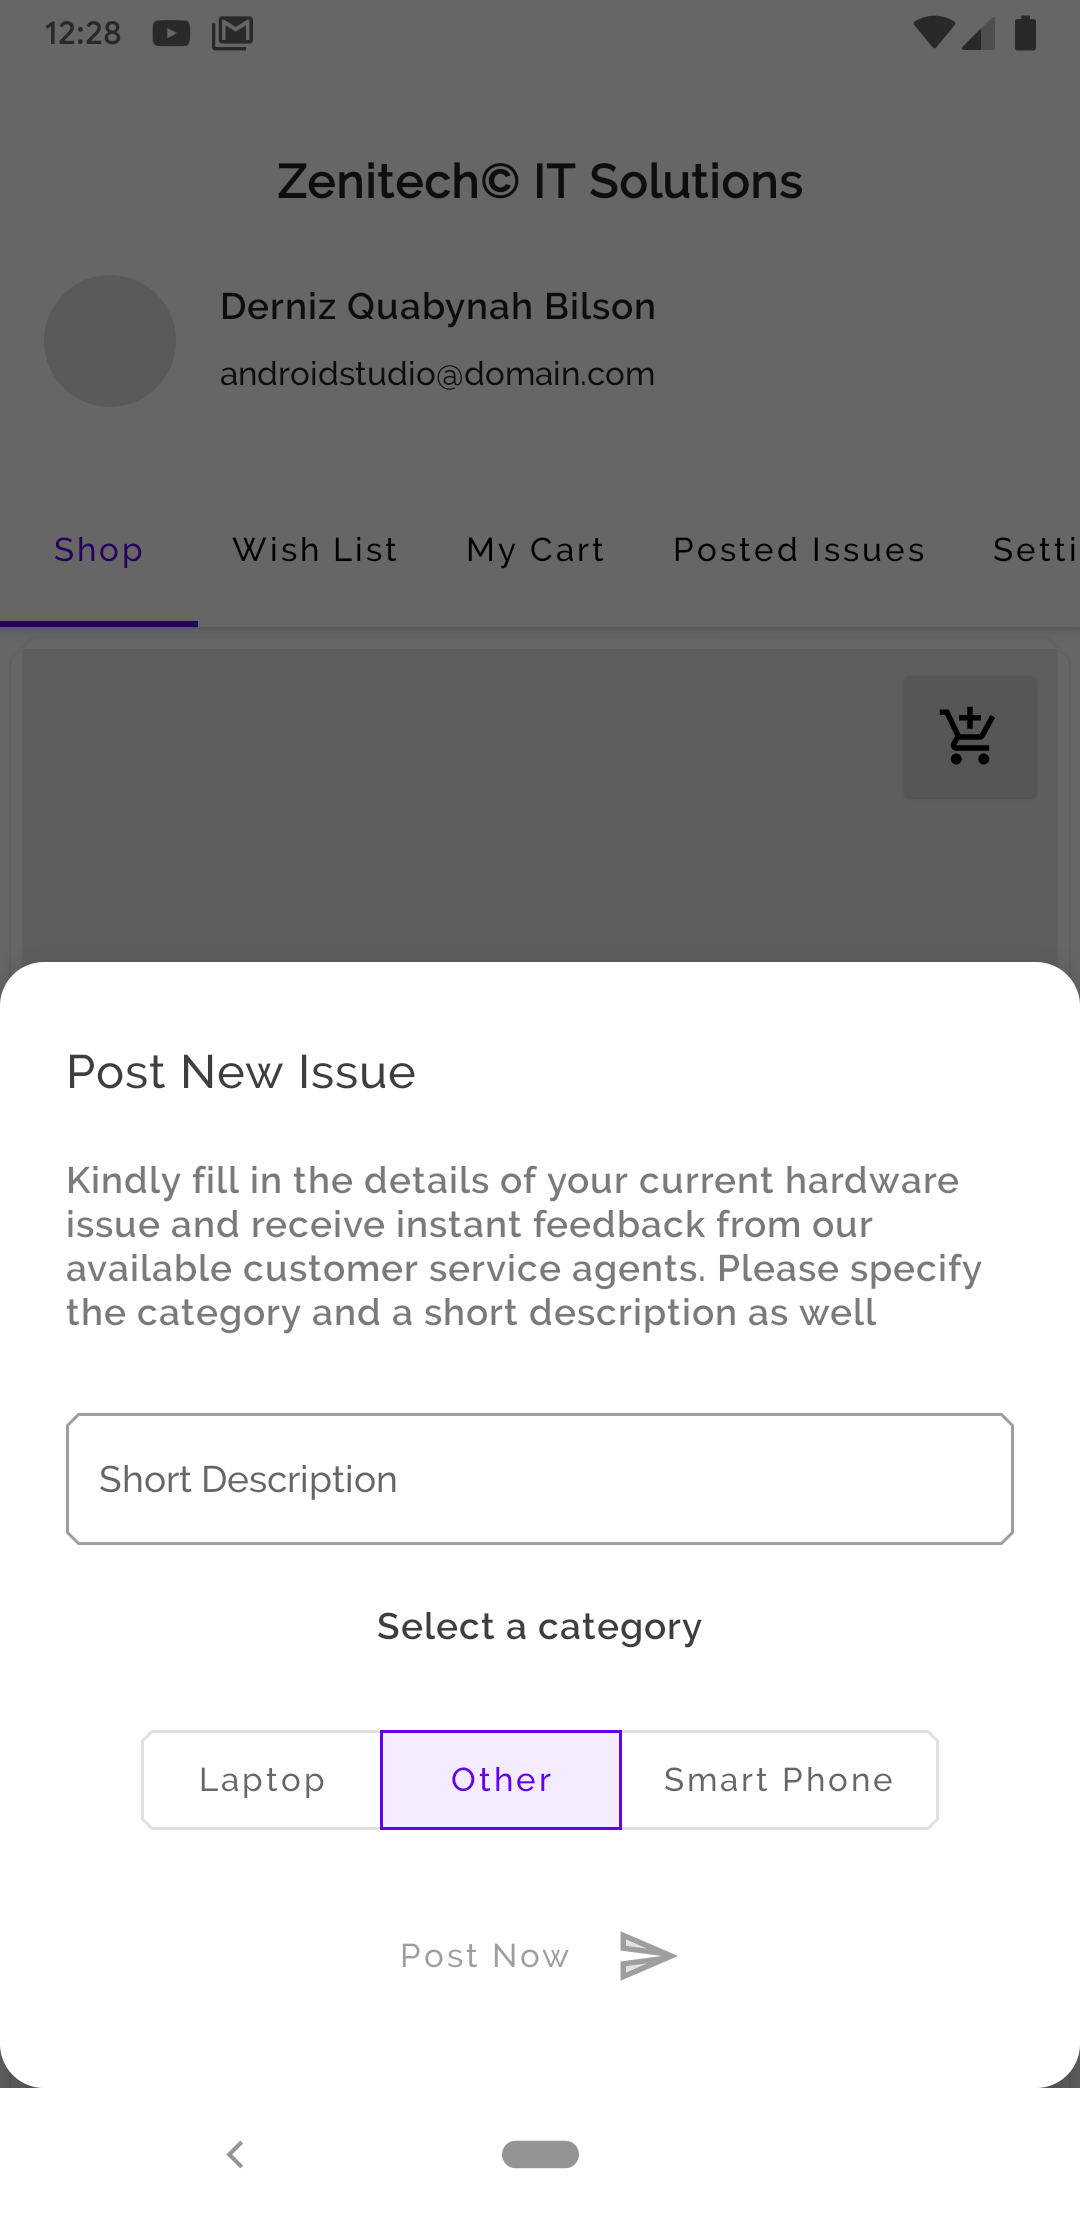 12:28
Zenitech© IT Solutions
Derniz Quabynah Bilson
androidstudio@domain.com
Shop Wish List My Cart Posted Issues Setti
Post New Issue
Kindly fill in the details of your current hardware
issue and receive instant feedback from our
available customer service agents. Please specify
the category and a short description as well
Short Description
Select a category
Laptop Other Smart Phone
Post Now